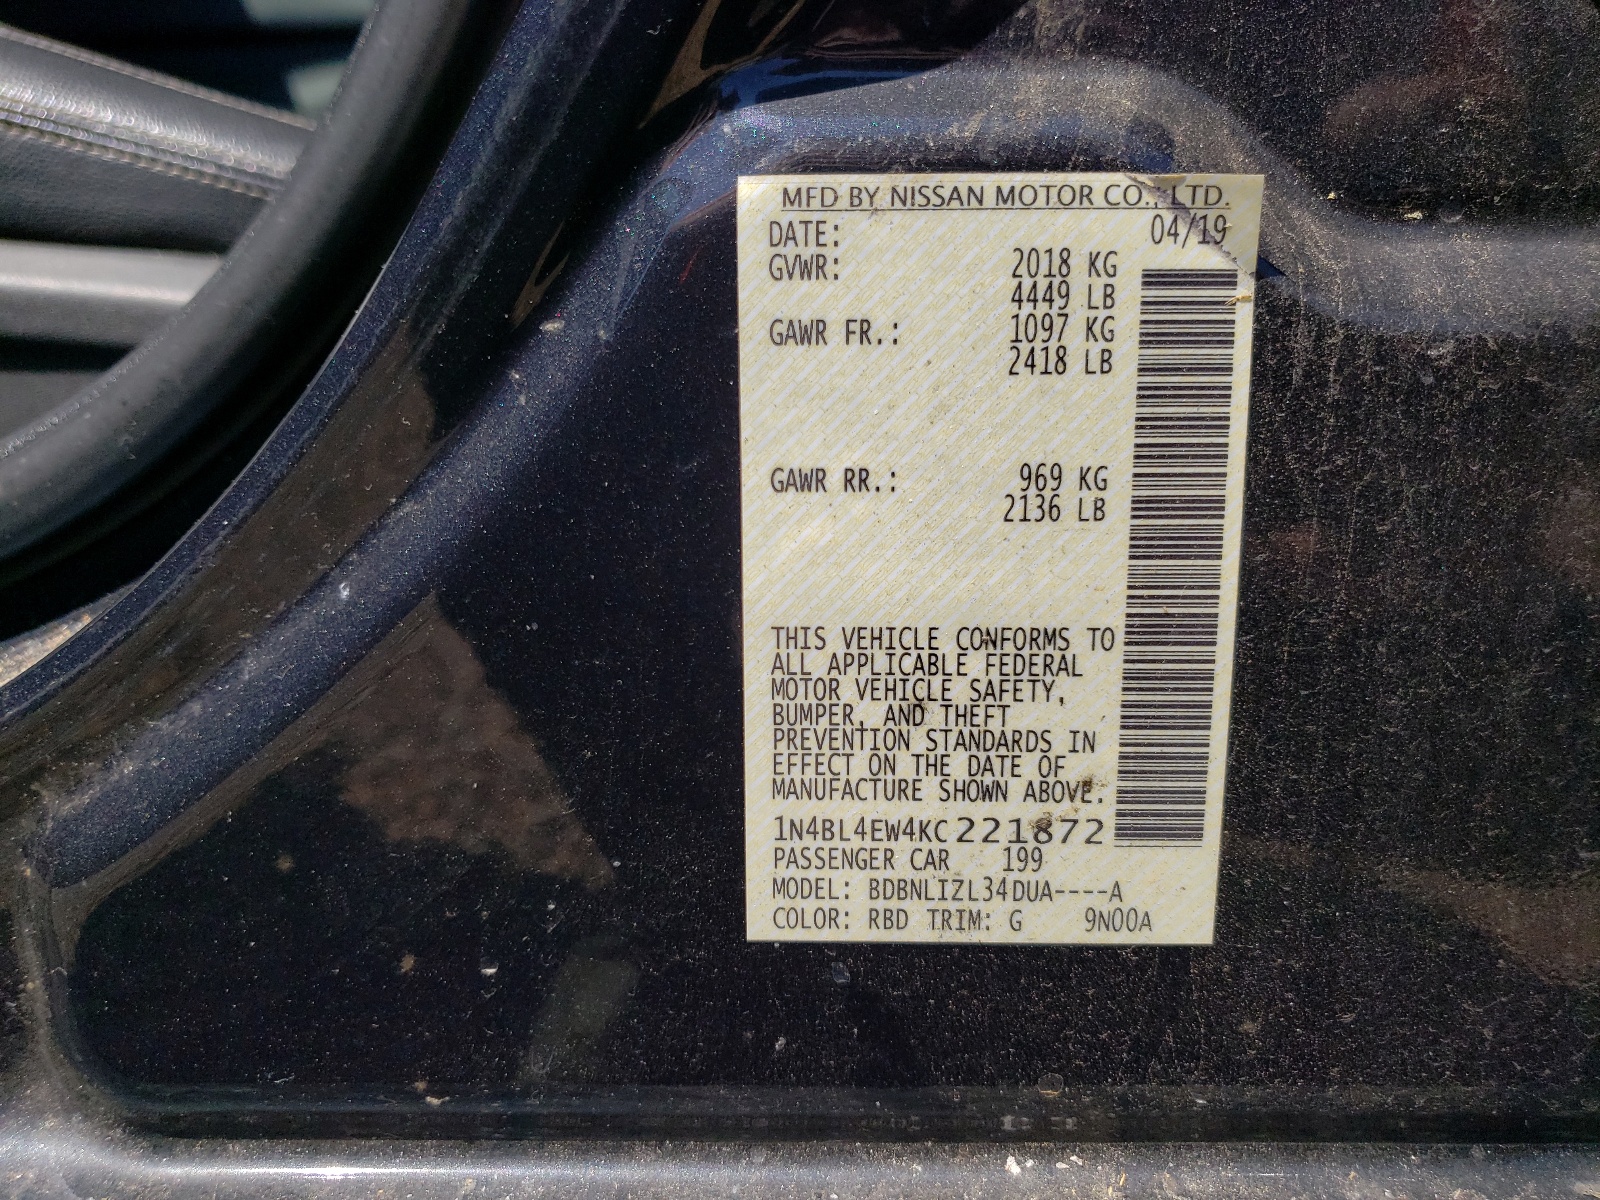 MFD BY NISSAN MOTOR CO., LTD.
DATE: 04/19
GVWR: 2018 KG
4449 LB
GAWR FR.: 1097 KG
2418 LB
GAWR RR.: 969 KG
2136 LB
THIS VEHICLE CONFORMS TO
ALL APPLICABLE FEDERAL
MOTOR VEHICLE SAFETY,
BUMPER, AND THEFT
PREVENTION STANDARDS IN
EFFECT ON THE DATE OF
MANUFACTURE SHOWN ABOVE.
1N4BL4EW4KC221872
PASSENGER CAR 199
MODEL: BDBNLIZL34DUA----A
COLOR: RBD TRIM: G 9N00A